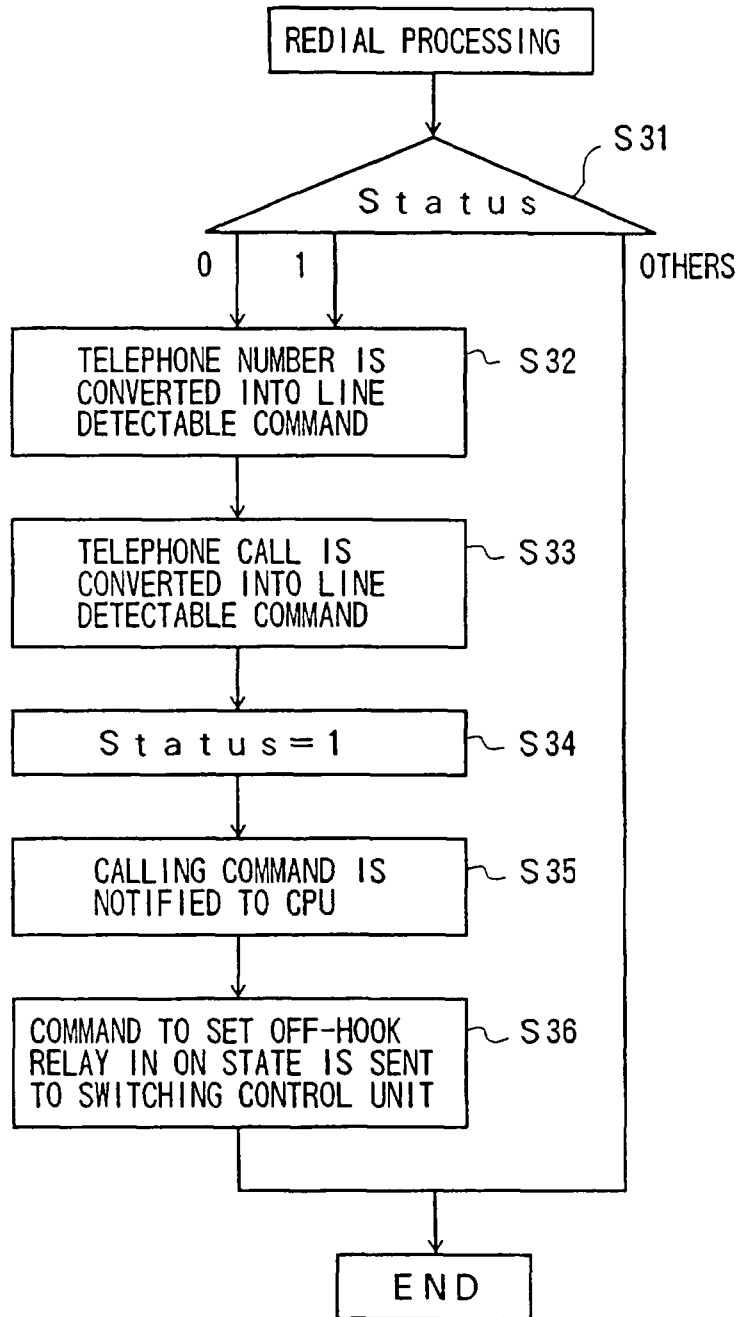 REDIAL PROCESSING
S31
Status
0 1 OTHERS
TELEPHONE NUMBER IS
CONVERTED INTO LINE
DETECTABLE COMMAND
S32
TELEPHONE CALL IS
CONVERTED INTO LINE
DETECTABLE COMMAND
S33
Status=1
S34
CALLING COMMAND IS
NOTIFIED TO CPU
S35
COMMAND TO SET OFF-HOOK
RELAY IN ON STATE IS SENT
TO SWITCHING CONTROL UNIT
S36
END